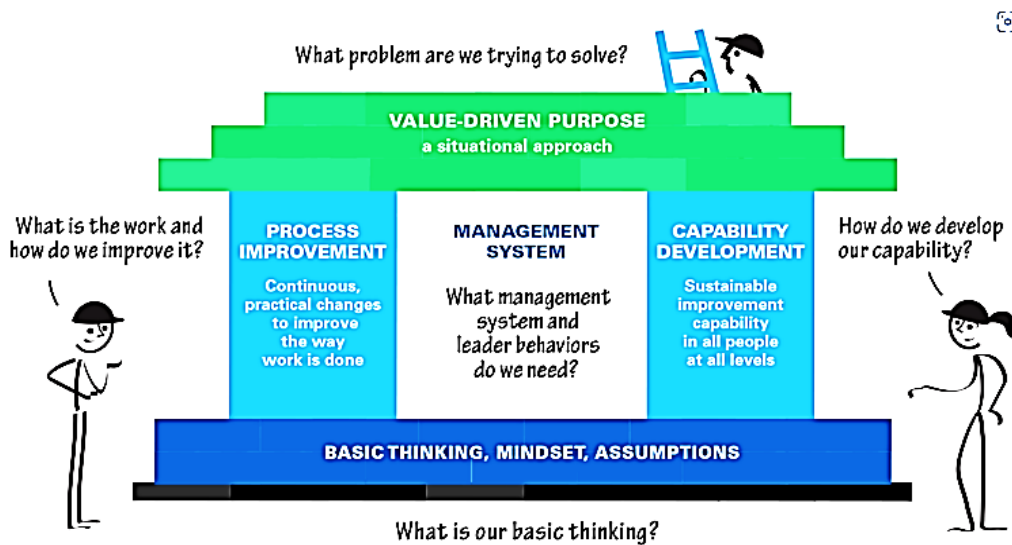 What problem are we trying to solve?
VALUE-DRIVEN PURPOSE
a situational approach
What is the work and
how do we improve it?
PROCESS
IMPROVEMENT
Continuous,
practical changes
to improve
the way
work is done
MANAGEMENT
SYSTEM
What management
system and
leader behaviors
do we need?
CAPABILITY
DEVELOPMENT
Sustainable
improvement
capability
in all people
at all levels
How do we develop
our capability?
BASIC THINKING, MINDSET, ASSUMPTIONS
What is our basic thinking?